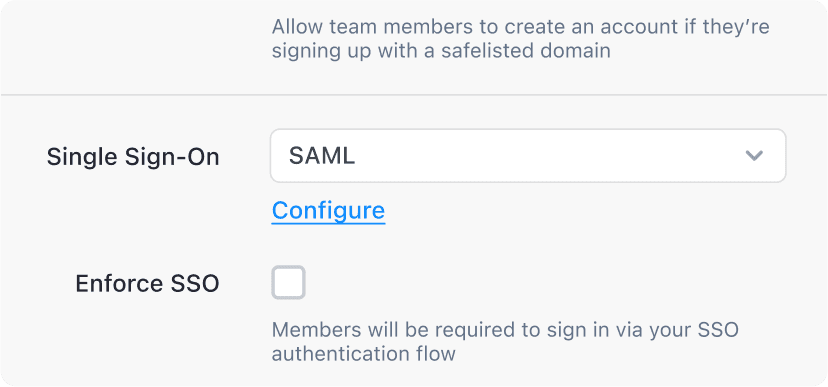 Allow team members to create an account if they’re
signing up with a safelisted domain
Single Sign-On
SAML
Configure
Enforce SSO
Members will be required to sign in via your SSO
authentication flow